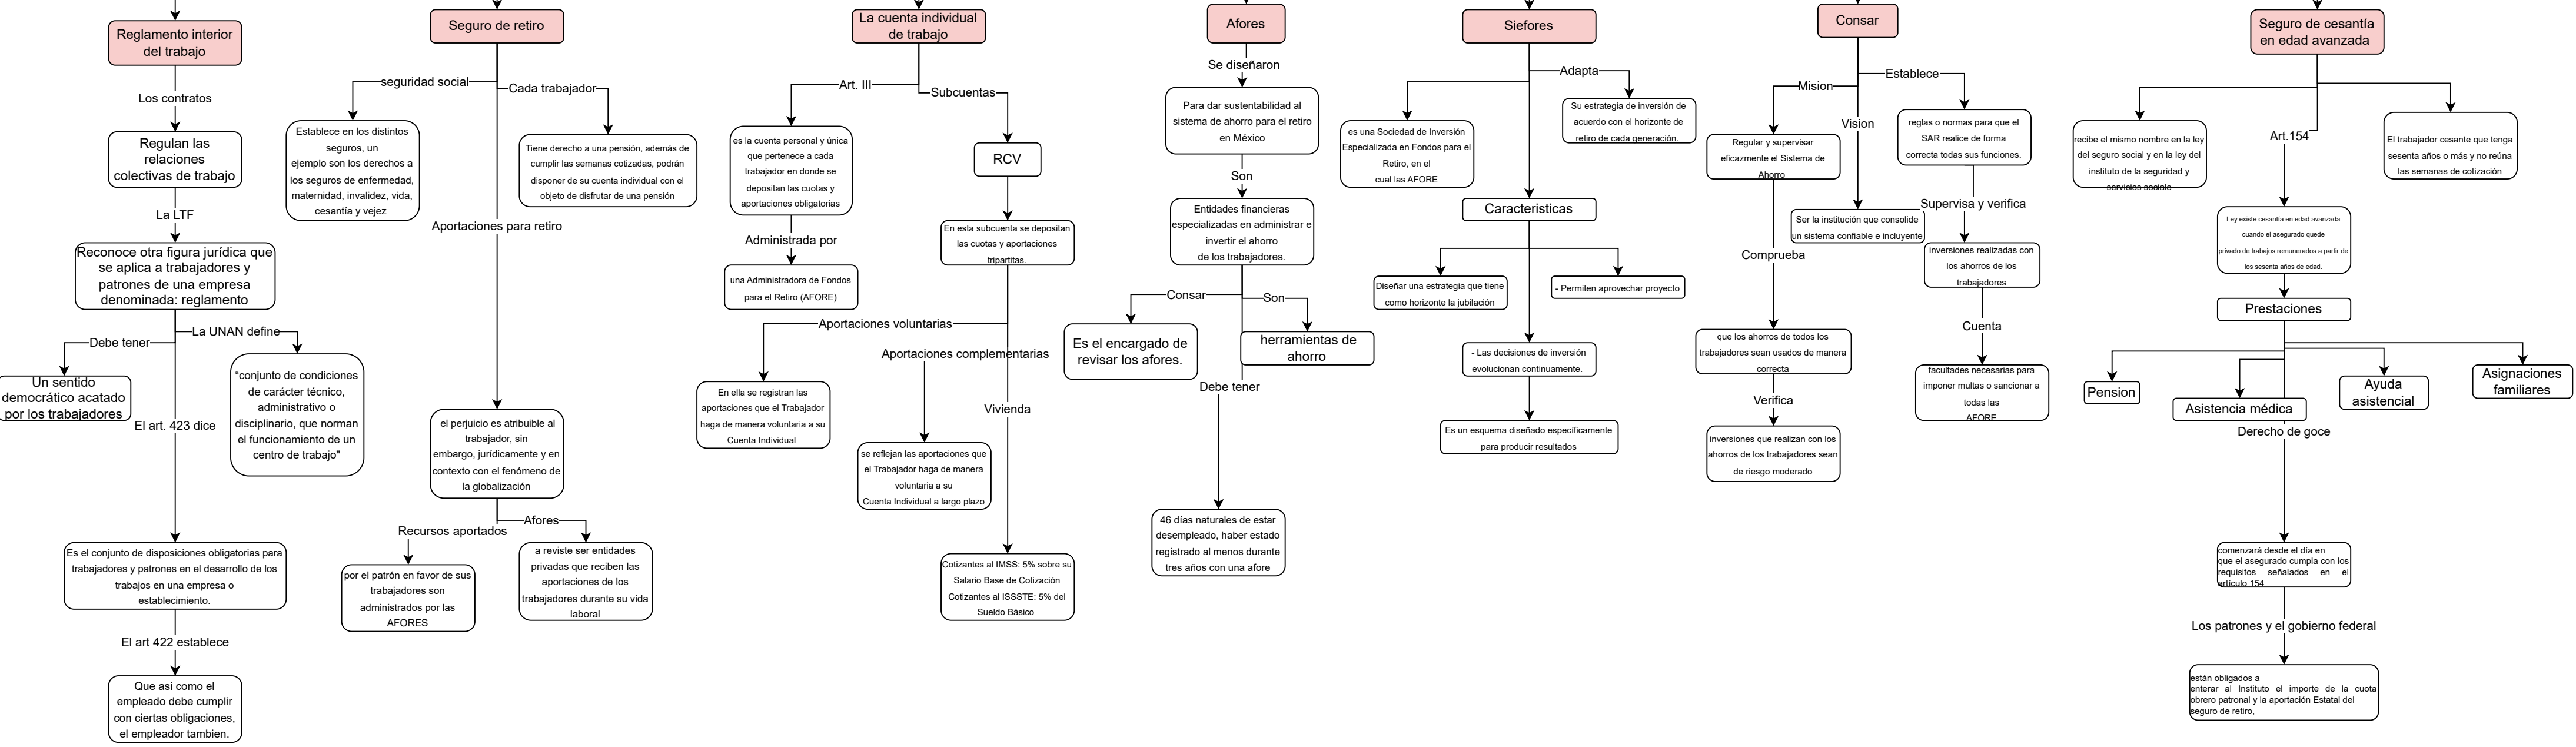 Reglamento interior
del trabajo
Los contratos
Regulan las
relaciones
colectivas de trabajo
La LTF
Reconoce otra figura jurídica que
se aplica a trabajadores y
patrones de una empresa
denominada: reglamento
La UNAN define
Debe tener
Un sentido
democrático acatado
por los trabajadores
El art. 423 dice
“conjunto de condiciones
de carácter técnico,
administrativo o
disciplinario, que norman
el funcionamiento de un
centro de trabajo"
Es el conjunto de disposiciones obligatorias para
trabajadores y patrones en el desarrollo de los
trabajos en una empresa o
establecimiento.
El art 422 establece
Que asi como el
empleado debe cumplir
con ciertas obligaciones,
el empleador tambien.
Seguro de retiro
seguridad social
Cada trabajador
Establece en los distintos
seguros, un
ejemplo son los derechos a
los seguros de enfermedad,
maternidad, invalidez, vida,
cesantía y vejez
Tiene derecho a una pensión, además de
cumplir las semanas cotizadas, podrán
disponer de su cuenta individual con el
objeto de disfrutar de una pensión
Aportaciones para retiro
el perjuicio es atribuible al
trabajador, sin
embargo, jurídicamente y en
contexto con el fenómeno de
la globalización
Recursos aportados
Afores
por el patrón en favor de sus
trabajadores son
administrados por las
AFORES
a reviste ser entidades
privadas que reciben las
aportaciones de los
trabajadores durante su vida
laboral
La cuenta individual
de trabajo
Art. III
Subcuentas
es la cuenta personal y única
que pertenece a cada
trabajador en donde se
depositan las cuotas y
aportaciones obligatorias
Administrada por
una Administradora de Fondos
para el Retiro (AFORE)
RCV
En esta subcuenta se depositan
las cuotas y aportaciones
tripartitas.
Aportaciones voluntarias
Aportaciones complementarias
En ella se registran las
aportaciones que el Trabajador
haga de manera voluntaria a su
Cuenta Individual
Vivienda
se reflejan las aportaciones que
el Trabajador haga de manera
voluntaria a su
Cuenta Individual a largo plazo
Cotizantes al IMSS: 5% sobre su
Salario Base de Cotización
Cotizantes al ISSSTE: 5% del
Sueldo Básico
Afores
Se diseñaron
Para dar sustentabilidad al
sistema de ahorro para el retiro
en México
Son
Entidades financieras
especializadas en administrar e
invertir el ahorro
de los trabajadores.
Consar
Son
Es el encargado de
revisar los afores.
herramientas de
ahorro
Debe tener
46 días naturales de estar
desempleado, haber estado
registrado al menos durante
tres años con una afore
Siefores
Adapta
Su estrategia de inversión de
acuerdo con el horizonte de
retiro de cada generación.
es una Sociedad de Inversión
Especializada en Fondos para el
Retiro, en el
cual las AFORE
Caracteristicas
Diseñar una estrategia que tiene
como horizonte la jubilación
- Permiten aprovechar proyecto
- Las decisiones de inversión
evolucionan continuamente.
Es un esquema diseñado específicamente
para producir resultados
Consar
Mision
Establece
Vision
Regular y supervisar
eficazmente el Sistema de
Ahorro
reglas o normas para que el
SAR realice de forma
correcta todas sus funciones.
Ser la institución que consolide
un sistema confiable e incluyente
Supervisa y verifica
inversiones realizadas con
los ahorros de los
trabajadores
Comprueba
que los ahorros de todos los
trabajadores sean usados de manera
correcta
Cuenta
facultades necesarias para
imponer multas o sancionar a
todas las
AFORE
Verifica
inversiones que realizan con los
ahorros de los trabajadores sean
de riesgo moderado
Seguro de cesantía
en edad avanzada
recibe el mismo nombre en la ley
del seguro social y en la ley del
instituto de la seguridad y
servicios sociale
Art.154
El trabajador cesante que tenga
sesenta años o más y no reúna
las semanas de cotización
Ley existe cesantía en edad avanzada
cuando el asegurado quede
privado de trabajos remunerados a partir de
los sesenta años de edad.
Prestaciones
Pension
Asistencia médica
Ayuda
asistencial
Asignaciones
familiares
Derecho de goce
comenzará desde el día en
que el asegurado cumpla con los
requisitos señalados en el
artículo 154
Los patrones y el gobierno federal
están obligados a
enterar al Instituto el importe de la cuota
obrero patronal y la aportación Estatal del
seguro de retiro,